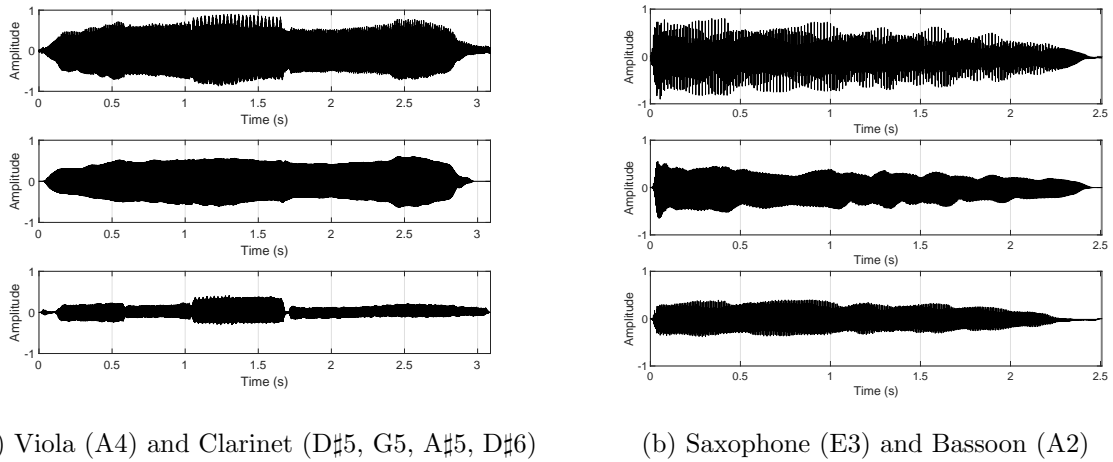 1
Amplitude
0
-1
0 0.5 1 1.5 2 2.5 3
Time (s)
1
Amplitude
0
-1
0 0.5 1 1.5 2 2.5 3
Time (s)
1
Amplitude
0
-1
0 0.5 1 1.5 2 2.5 3
Time (s)
) Viola (A4) and Clarinet (D♯5, G5, A♯5, D♯6)
1
Amplitude
0
-1
0 0.5 1 1.5 2 2.5
Time (s)
1
Amplitude
0
-1
0 0.5 1 1.5 2 2.5
Time (s)
1
Amplitude
0
-1
0 0.5 1 1.5 2 2.5
Time (s)
(b) Saxophone (E3) and Bassoon (A2)